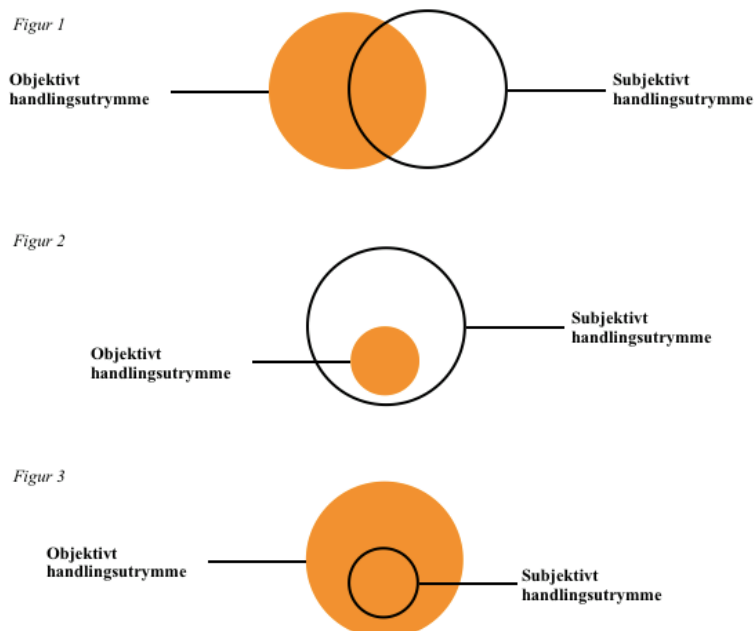 Figur 1
Objektivt
handlingsutrymme
Subjektivt
handlingsutrymme
Figur 2
Subjektivt
handlingsutrymme
Objektivt
handlingsutrymme
Figur 3
Objektivt
handlingsutrymme
Subjektivt
handlingsutrymme